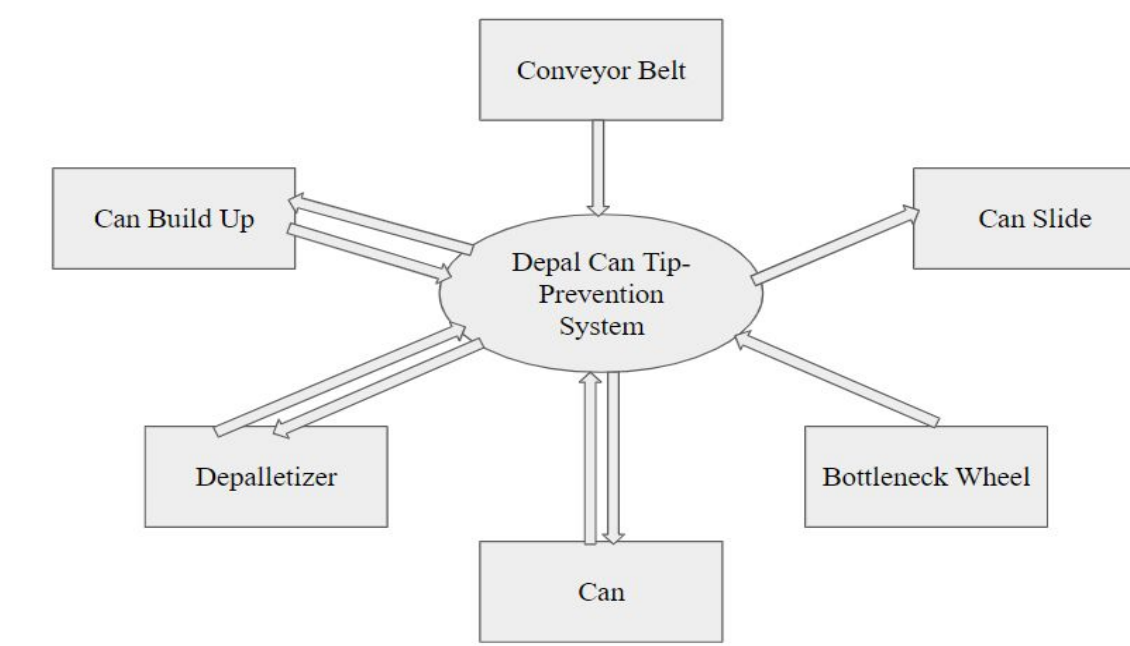 Conveyor Belt
Can Build Up
Can Slide
Depal Can Tip-
Prevention
System
Depalletizer
Bottleneck Wheel
Can